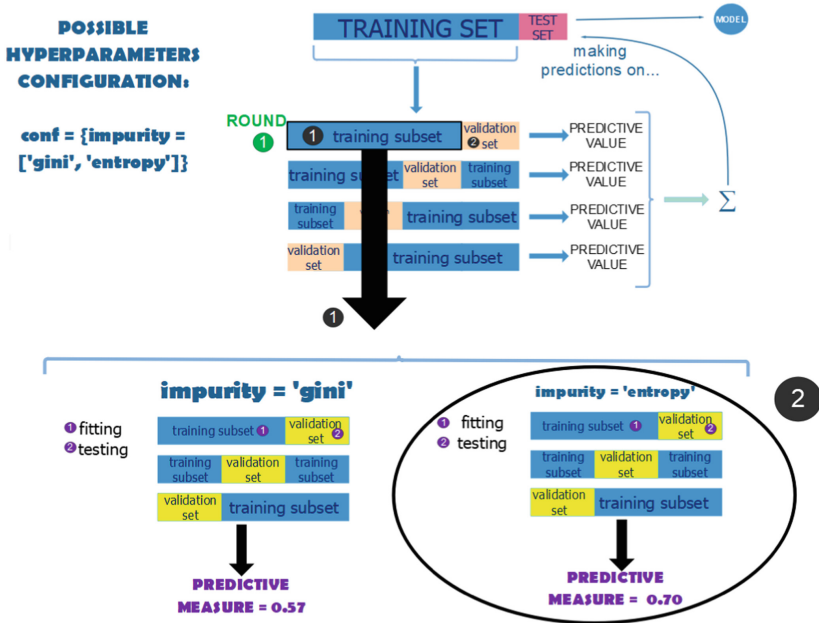 POSSIBLE
HYPERPARAMETERS
CONFIGURATION:
conf = {impurity =
['gini', 'entropy']}
TRAINING SET
TEST
SET
MODEL
making
predictions on...
ROUND
1
1 training subset
validation
2 set
PREDICTIVE
VALUE
training subset
validation
set
training
subset
PREDICTIVE
VALUE
training
subset
training subset
PREDICTIVE
VALUE
validation
set
training subset
PREDICTIVE
VALUE
Σ
1
2
impurity = 'gini'
1 fitting
2 testing
training subset 1
validation
set 2
training
subset
validation
set
training
subset
validation
set
training subset
PREDICTIVE
MEASURE = 0.57
impurity = 'entropy'
1 fitting
2 testing
training subset 1
validation
set 2
training
subset
validation
set
training
subset
validation
set
training subset
PREDICTIVE
MEASURE = 0.70